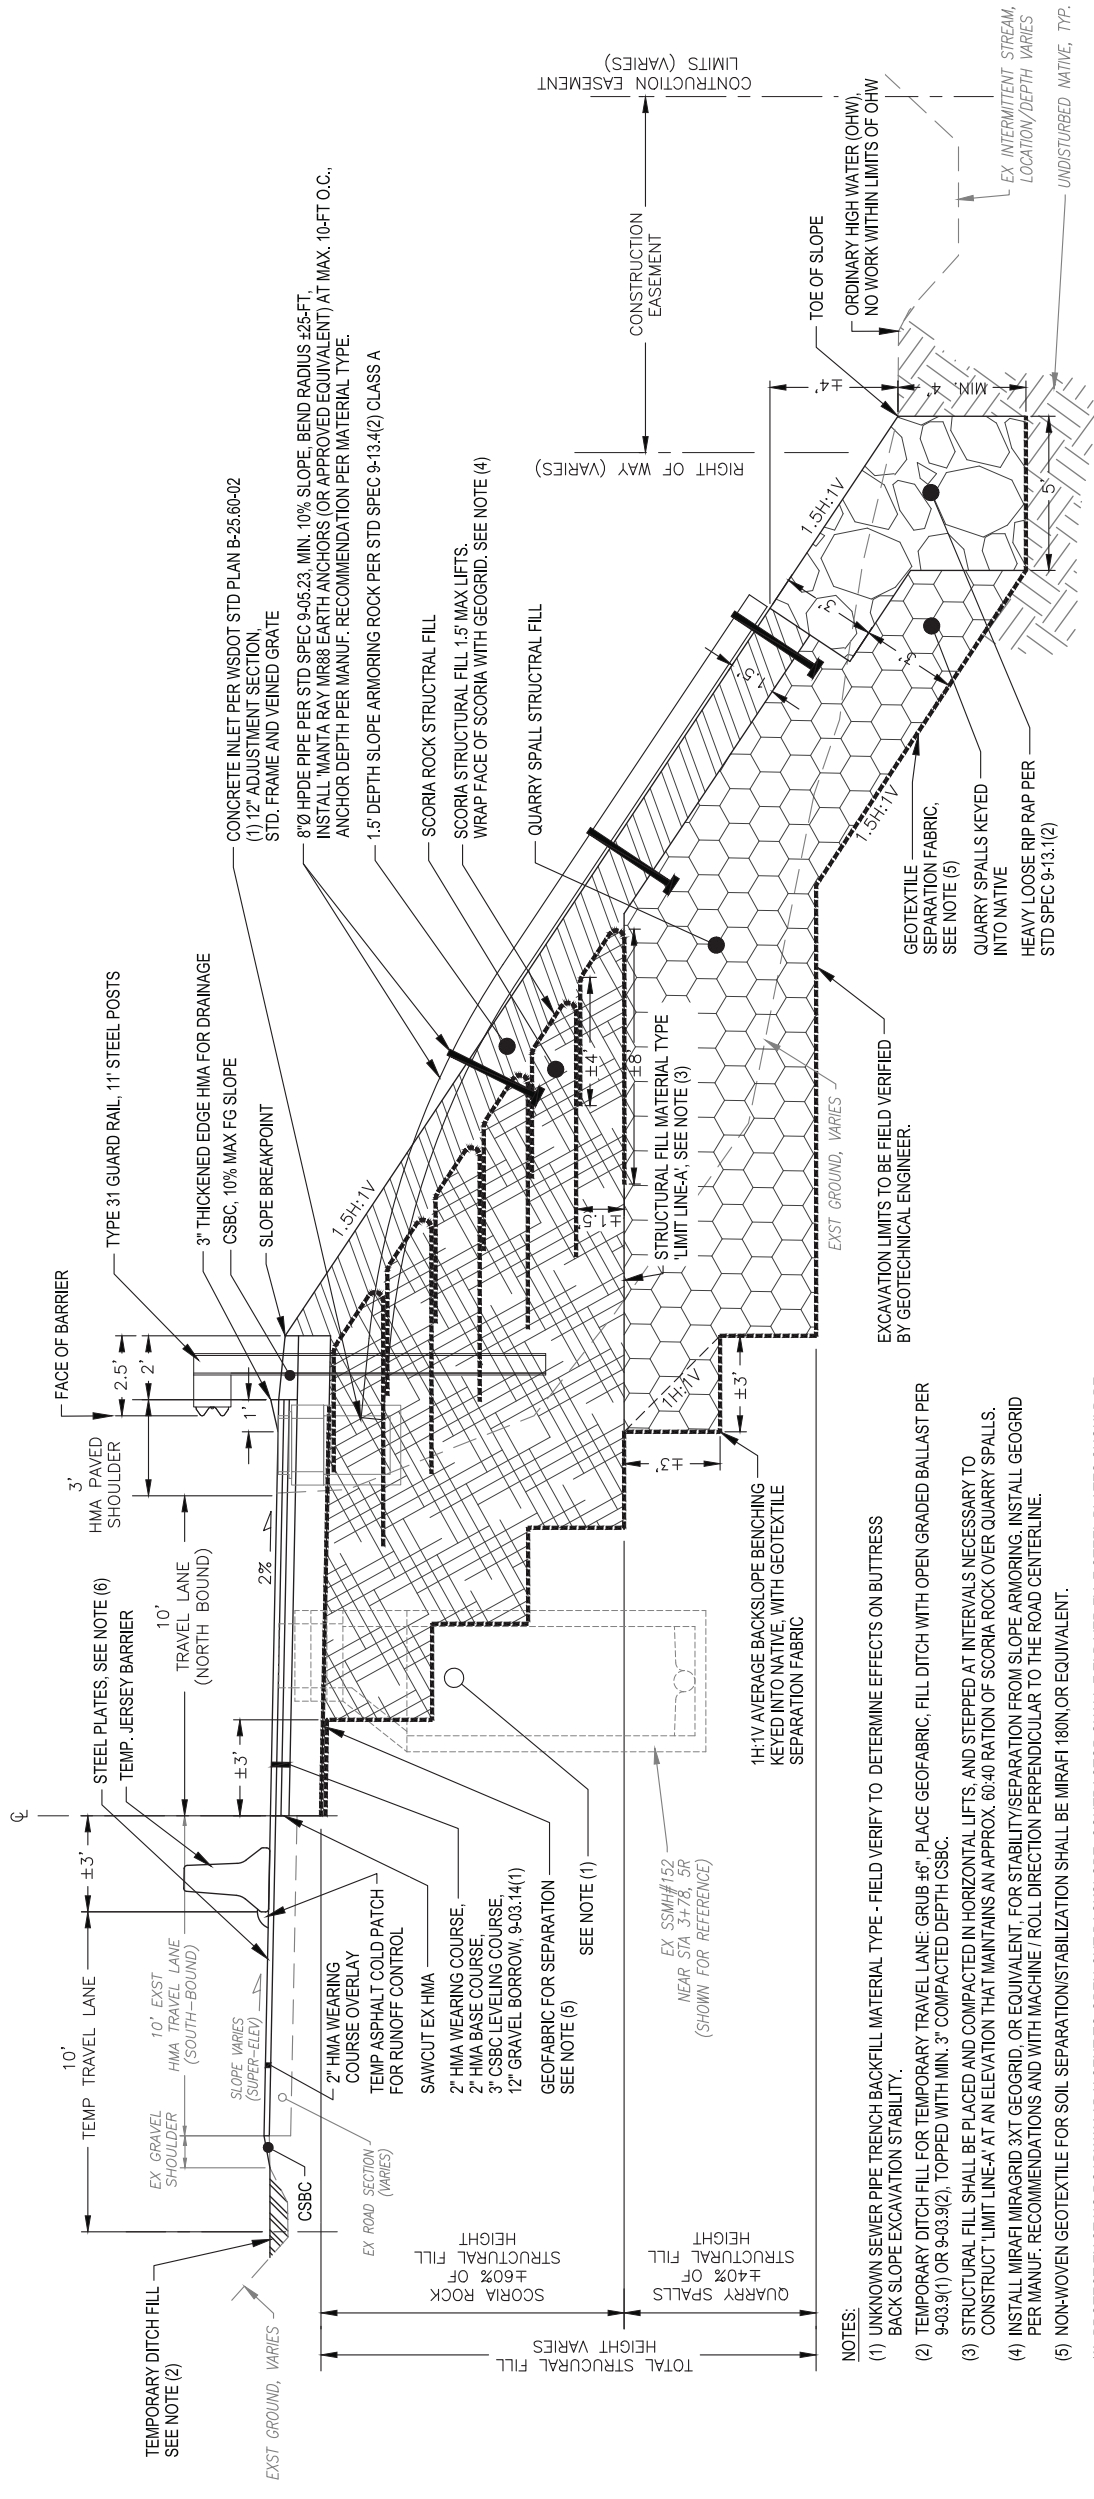 ℄
FACE OF BARRIER
TYPE 31 GUARD RAIL, 11' STEEL POSTS
3" THICKENED EDGE HMA FOR DRAINAGE
CSBC, 10% MAX FG SLOPE
SLOPE BREAKPOINT
CONCRETE INLET PER WSDOT STD PLAN B-25.60-02
(1) 12" ADJUSTMENT SECTION,
STD. FRAME AND VEINED GRATE
8"Ø HPDE PIPE PER STD SPEC 9-05.23, MIN. 10% SLOPE, BEND RADIUS ±25-FT,
INSTALL 'MANTA RAY MR88 EARTH ANCHORS (OR APPROVED EQUIVALENT) AT MAX. 10-FT O.C.,
ANCHOR DEPTH PER MANUF. RECOMMENDATION PER MATERIAL TYPE.
1.5' DEPTH SLOPE ARMORING ROCK PER STD SPEC 9-13.4(2) CLASS A
SCORIA ROCK STRUCTRAL FILL
SCORIA STRUCTURAL FILL 1.5' MAX LIFTS.
WRAP FACE OF SCORIA WITH GEOGRID. SEE NOTE (4)
QUARRY SPALL STRUCTRAL FILL
10'
TEMP TRAVEL LANE
±3'
10'
TRAVEL LANE
(NORTH BOUND)
3'
HMA PAVED
SHOULDER
2.5'
2'
1'
2%
±3'
EX GRAVEL
SHOULDER
10' EXST
HMA TRAVEL LANE
(SOUTH-BOUND)
SLOPE VARIES
(SUPER-ELEV)
STEEL PLATES, SEE NOTE (6)
TEMP. JERSEY BARRIER
TEMPORARY DITCH FILL
SEE NOTE (2)
EXST GROUND, VARIES
CSBC
EX ROAD SECTION
(VARIES)
2" HMA WEARING
COURSE OVERLAY
TEMP ASPHALT COLD PATCH
FOR RUNOFF CONTROL
SAWCUT EX HMA
2" HMA WEARING COURSE,
2" HMA BASE COURSE,
3" CSBC LEVELING COURSE,
12" GRAVEL BORROW, 9-03.14(1)
GEOFABRIC FOR SEPARATION
SEE NOTE (5)
SEE NOTE (1)
EX SSMH#152
NEAR STA 3+78, 5R
(SHOWN FOR REFERENCE)
1H:1V AVERAGE BACKSLOPE BENCHING
KEYED INTO NATIVE, WITH GEOTEXTILE
SEPARATION FABRIC
1.5H:1V
±1.5'
±4'
±8'
STRUCTURAL FILL MATERIAL TYPE
'LIMIT LINE-A', SEE NOTE (3)
1H:1V
±3'
±3'
EXST GROUND, VARIES
EXCAVATION LIMITS TO BE FIELD VERIFIED
BY GEOTECHNICAL ENGINEER.
1.5'
3'
3'
1.5H:1V
1.5H:1V
GEOTEXTILE
SEPARATION FABRIC,
SEE NOTE (5)
QUARRY SPALLS KEYED
INTO NATIVE
HEAVY LOOSE RIP RAP PER
STD SPEC 9-13.1(2)
5'
±4'
MIN. 4'
RIGHT OF WAY (VARIES)
CONSTRUCTION
EASEMENT
CONSTRUCTION EASEMENT
LIMITS (VARIES)
TOE OF SLOPE
ORDINARY HIGH WATER (OHW),
NO WORK WITHIN LIMITS OF OHW
EX INTERMITTENT STREAM,
LOCATION/DEPTH VARIES
UNDISTURBED NATIVE, TYP.
SCORIA ROCK
±60% OF
STRUCTURAL FILL
HEIGHT
QUARRY SPALLS
±40% OF
STRUCTURAL FILL
HEIGHT
TOTAL STRUCURAL FILL
HEIGHT VARIES
NOTES:
(1) UNKNOWN SEWER PIPE TRENCH BACKFILL MATERIAL TYPE - FIELD VERIFY TO DETERMINE EFFECTS ON BUTTRESS
BACK SLOPE EXCAVATION STABILITY.
(2) TEMPORARY DITCH FILL FOR TEMPORARY TRAVEL LANE: GRUB ±6", PLACE GEOFABRIC, FILL DITCH WITH OPEN GRADED BALLAST PER
9-03.9(1) OR 9-03.9(2), TOPPED WITH MIN. 3" COMPACTED DEPTH CSBC.
(3) STRUCTURAL FILL SHALL BE PLACED AND COMPACTED IN HORIZONTAL LIFTS, AND STEPPED AT INTERVALS NECESSARY TO
CONSTRUCT 'LIMIT LINE-A' AT AN ELEVATION THAT MAINTAINS AN APPROX. 60:40 RATION OF SCORIA ROCK OVER QUARRY SPALLS.
(4) INSTALL MIRAFI MIRAGRID 3XT GEOGRID, OR EQUIVALENT, FOR STABILITY/SEPARATION FROM SLOPE ARMORING. INSTALL GEOGRID
PER MANUF. RECOMMENDATIONS AND WITH MACHINE / ROLL DIRECTION PERPENDICULAR TO THE ROAD CENTERLINE.
(5) NON-WOVEN GEOTEXTILE FOR SOIL SEPARATION/STABILIZATION SHALL BE MIRAFI 180N,OR EQUIVALENT.